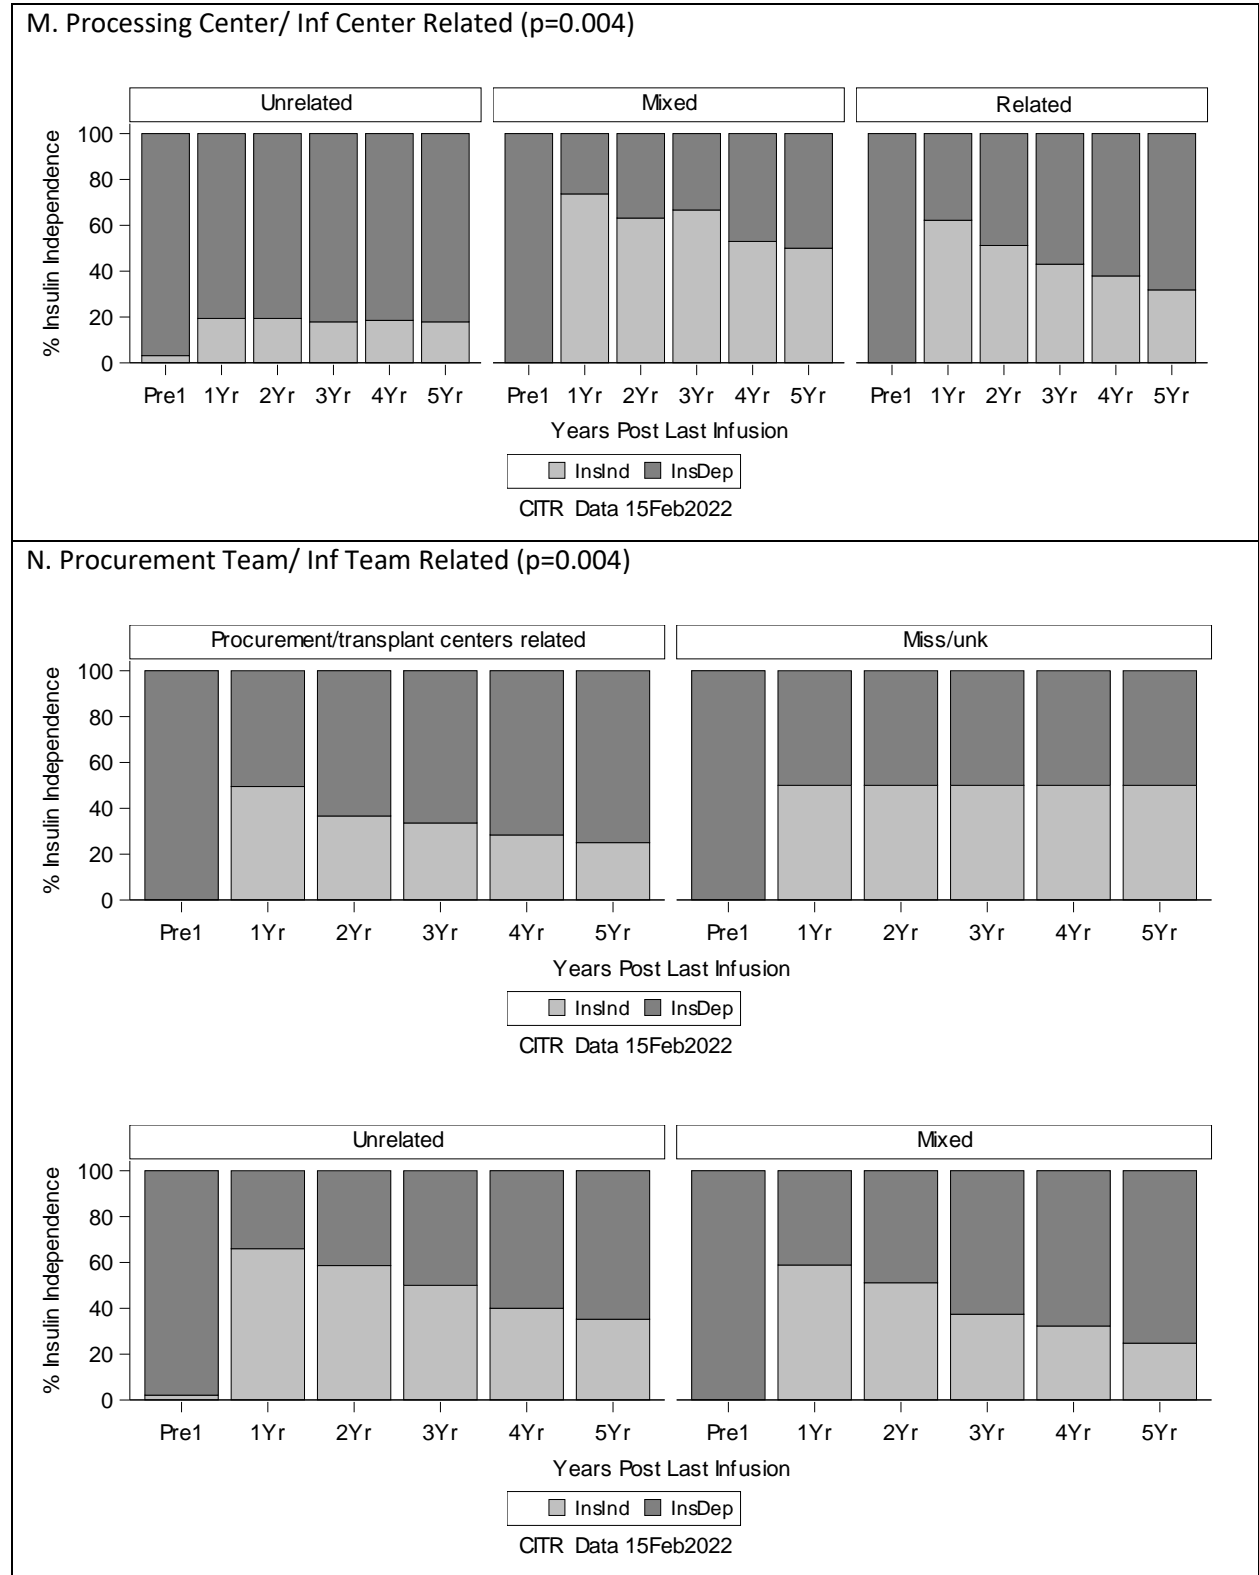 M. Processing Center/ Inf Center Related (p=0.004)
Unrelated Mixed Related
% Insulin Independence
100
80
60
40
20
0
Pre1 1Yr 2Yr 3Yr 4Yr 5Yr Pre1 1Yr 2Yr 3Yr 4Yr 5Yr Pre1 1Yr 2Yr 3Yr 4Yr 5Yr
Years Post Last Infusion
InsInd InsDep
CITR Data 15Feb2022
N. Procurement Team/ Inf Team Related (p=0.004)
Procurement/transplant centers related Miss/unk
% Insulin Independence
100
80
60
40
20
0
Pre1 1Yr 2Yr 3Yr 4Yr 5Yr Pre1 1Yr 2Yr 3Yr 4Yr 5Yr
Years Post Last Infusion
InsInd InsDep
CITR Data 15Feb2022
Unrelated Mixed
% Insulin Independence
100
80
60
40
20
0
Pre1 1Yr 2Yr 3Yr 4Yr 5Yr Pre1 1Yr 2Yr 3Yr 4Yr 5Yr
Years Post Last Infusion
InsInd InsDep
CITR Data 15Feb2022